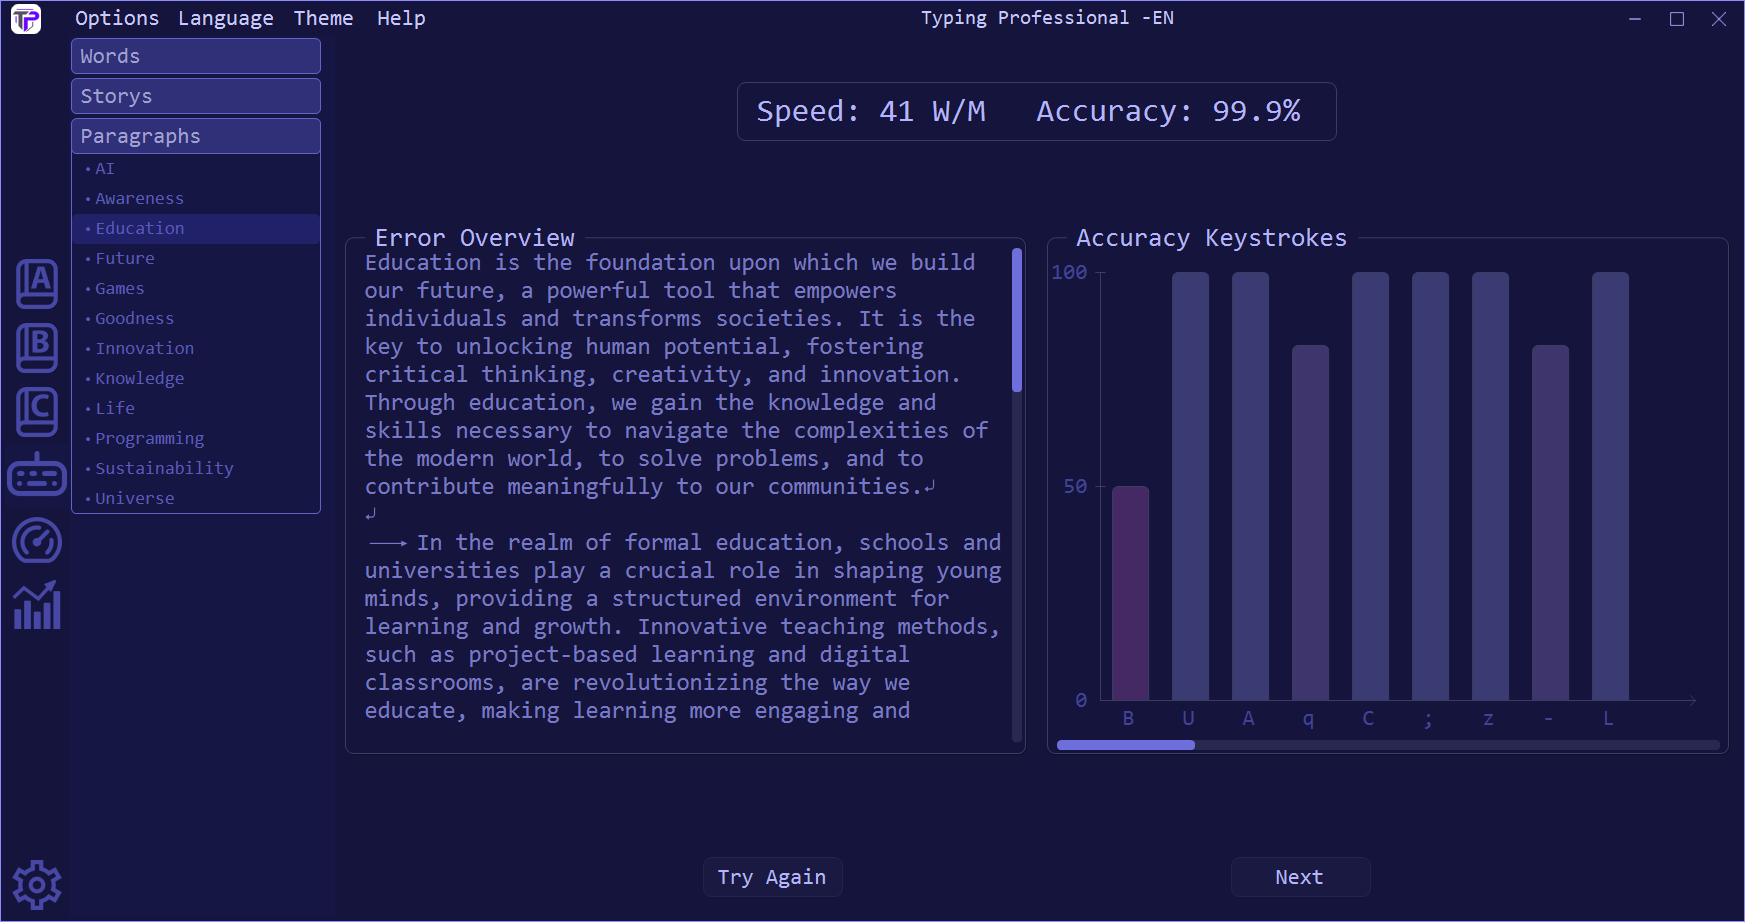 TP
Options Language Theme Help
Typing Professional -EN
Words
Storys
Paragraphs
• AI
• Awareness
• Education
• Future
• Games
• Goodness
• Innovation
• Knowledge
• Life
• Programming
• Sustainability
• Universe
A
B
C
Speed: 41 W/M Accuracy: 99.9%
Error Overview
Education is the foundation upon which we build
our future, a powerful tool that empowers
individuals and transforms societies. It is the
key to unlocking human potential, fostering
critical thinking, creativity, and innovation.
Through education, we gain the knowledge and
skills necessary to navigate the complexities of
the modern world, to solve problems, and to
contribute meaningfully to our communities.↲
↲
⟶ In the realm of formal education, schools and
universities play a crucial role in shaping young
minds, providing a structured environment for
learning and growth. Innovative teaching methods,
such as project-based learning and digital
classrooms, are revolutionizing the way we
educate, making learning more engaging and
Accuracy Keystrokes
100
50
0
B U A q C ; z - L
Try Again
Next